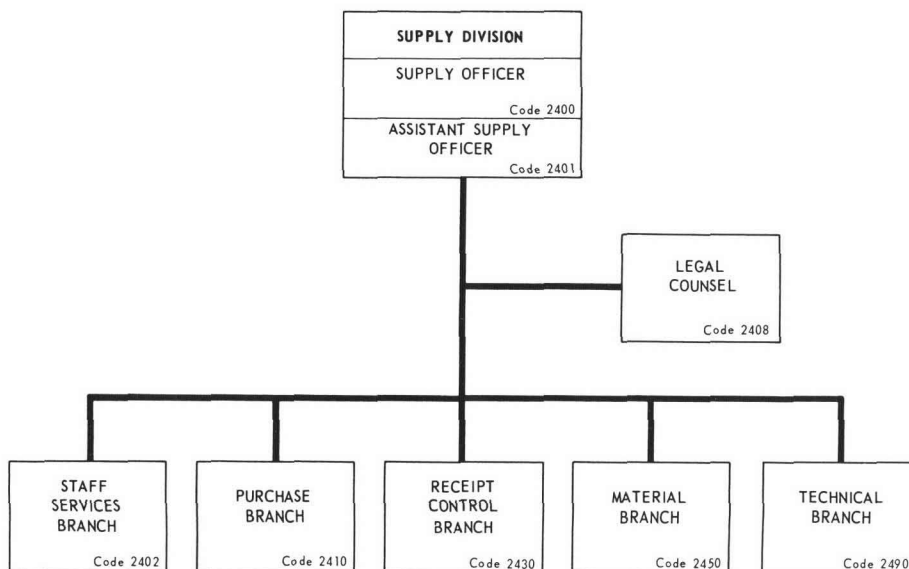 SUPPLY DIVISION
SUPPLY OFFICER
Code 2400
ASSISTANT SUPPLY
OFFICER
Code 2401
LEGAL
COUNSEL
Code 2408
STAFF
SERVICES
BRANCH
Code 2402
PURCHASE
BRANCH
Code 2410
RECEIPT
CONTROL
BRANCH
Code 2430
MATERIAL
BRANCH
Code 2450
TECHNICAL
BRANCH
Code 2490